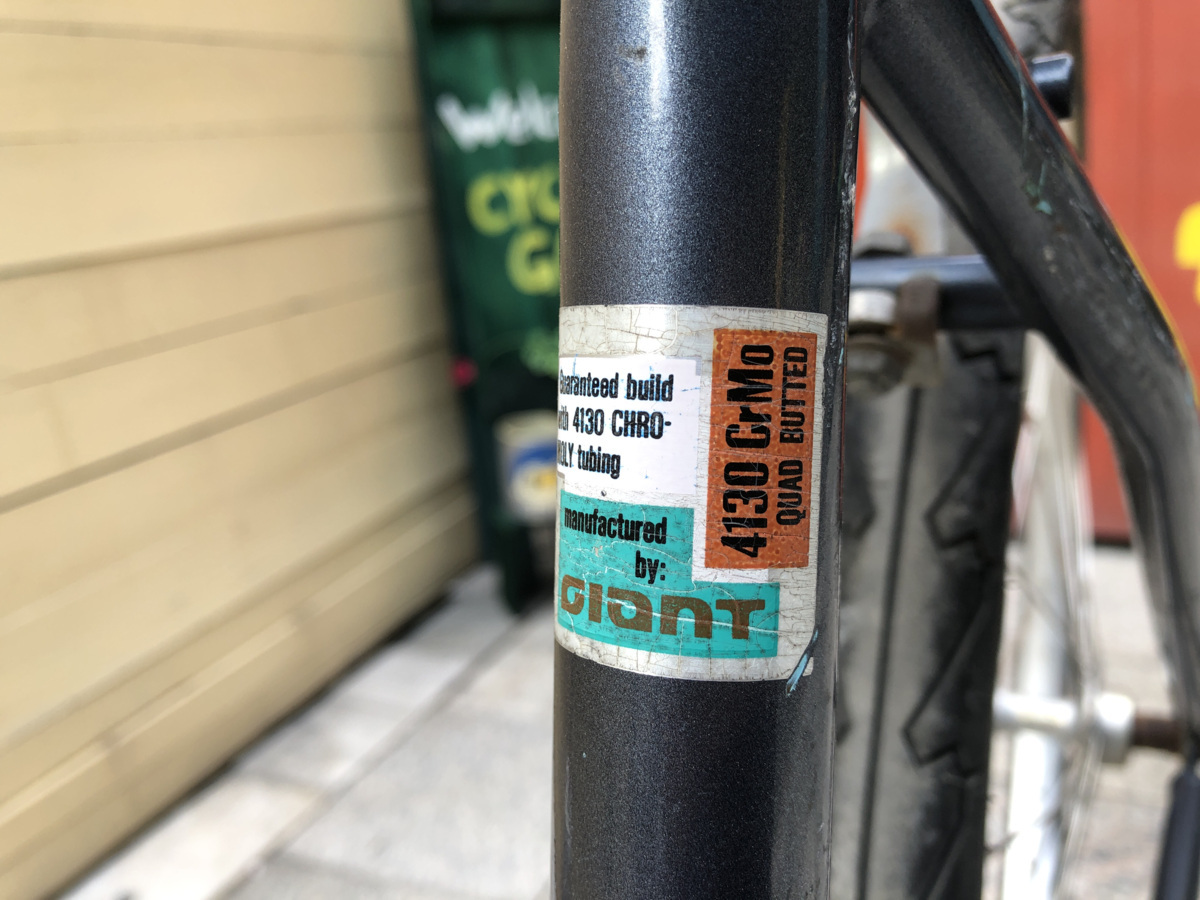 Guaranteed build
with 4130 CHRO-
MOLY tubing
manufactured
by:
GIANT
4130 CrMo
QUAD BUTTED